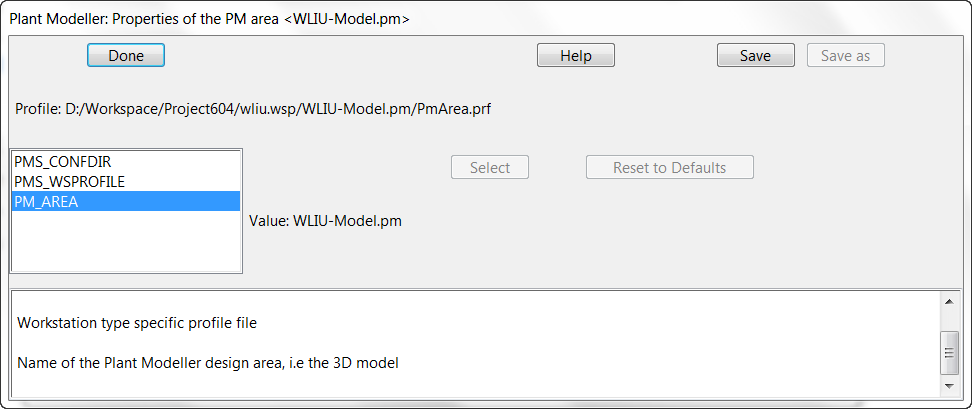 Plant Modeller: Properties of the PM area <WLIU-Model.pm>
Done Help Save Save as
Profile: D:/Workspace/Project604/wliu.wsp/WLIU-Model.pm/PmArea.prf
PMS_CONFDIR
PMS_WSPROFILE
PM_AREA
Select Reset to Defaults
Value: WLIU-Model.pm
Workstation type specific profile file
Name of the Plant Modeller design area, i.e the 3D model